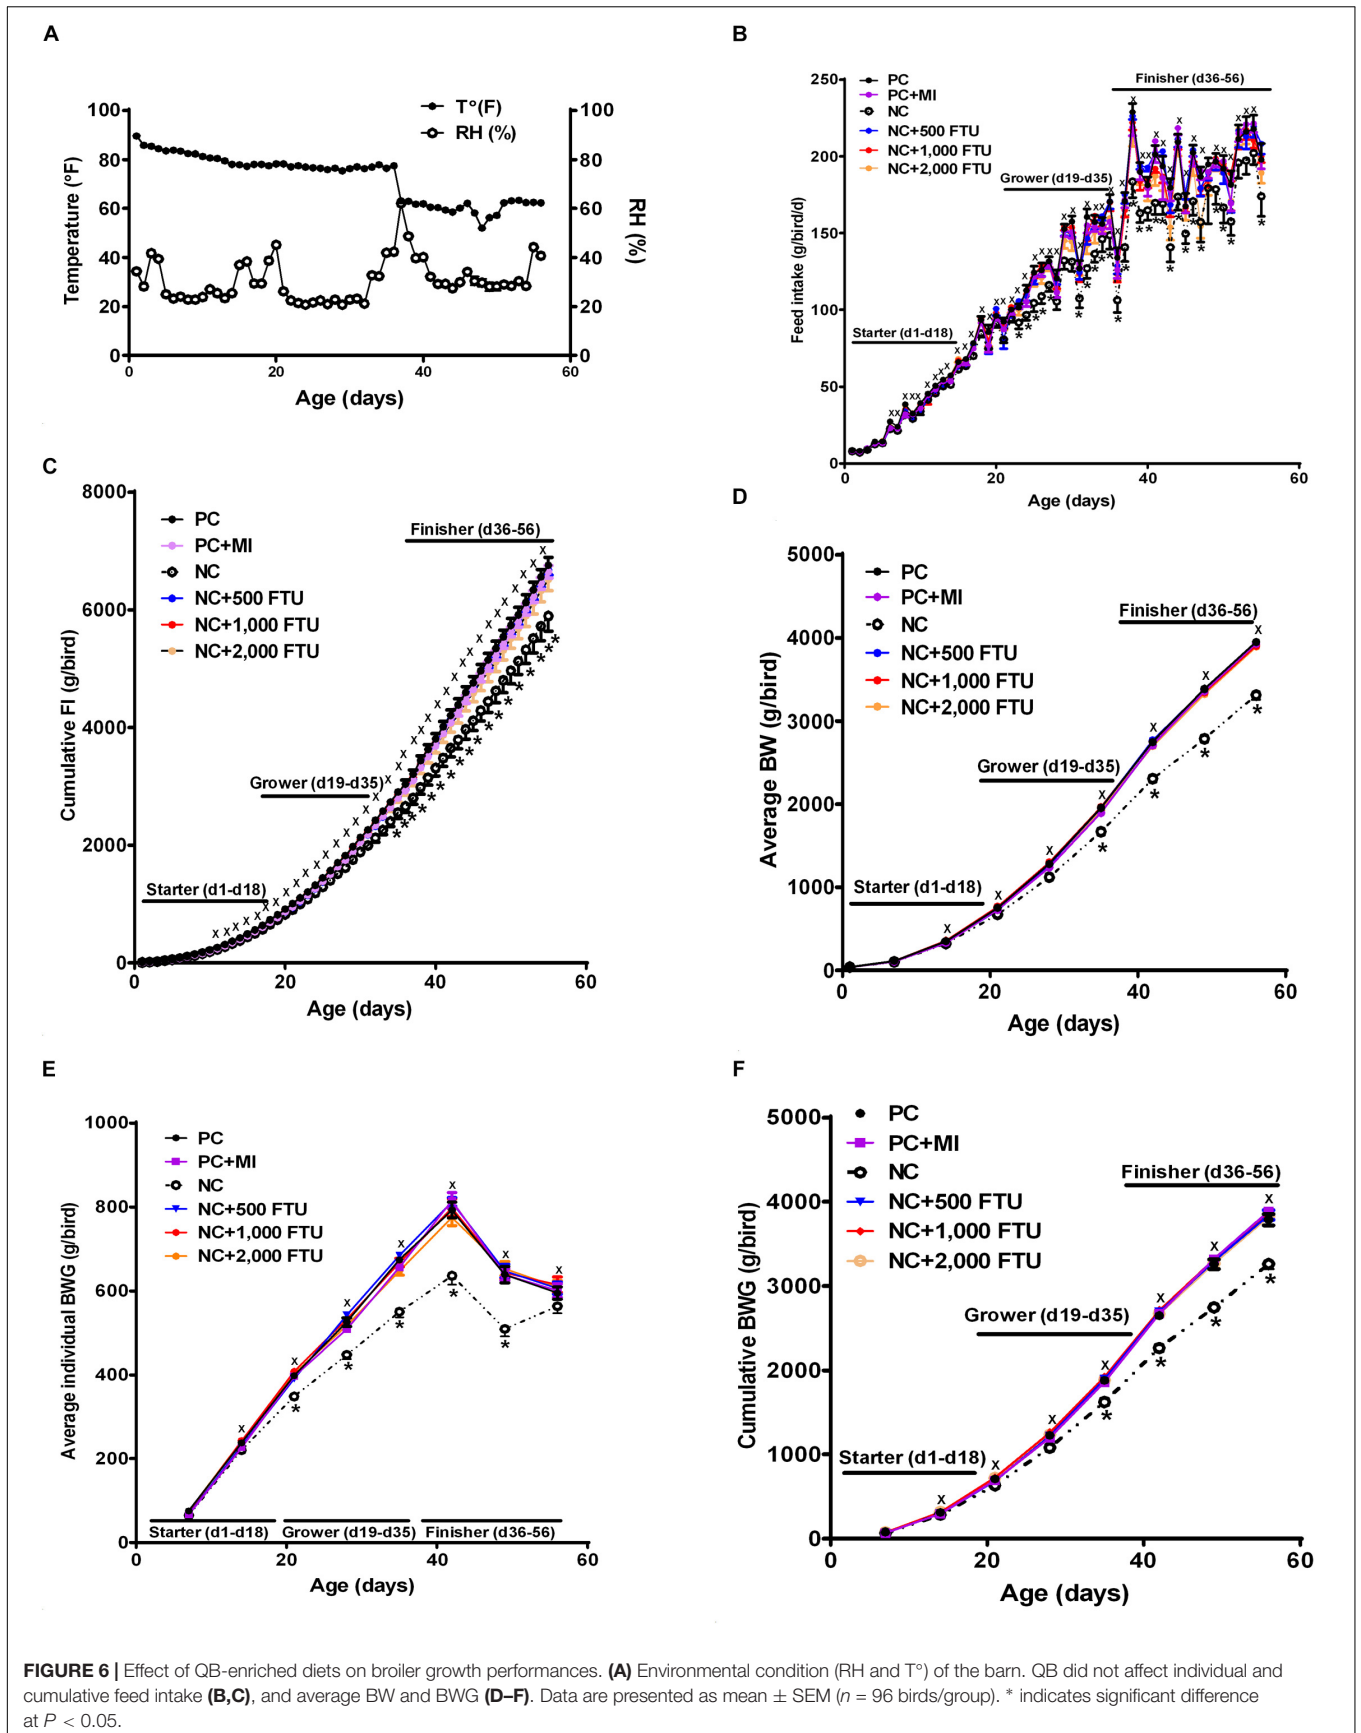 A
T°(F)
RH (%)
Temperature (°F)
RH (%)
100
80
60
40
20
0
100
80
60
40
20
0
0
20
40
60
Age (days)
B
PC
PC+MI
NC
NC+500 FTU
NC+1,000 FTU
NC+2,000 FTU
Finisher (d36-56)
Grower (d19-d35)
Starter (d1-d18)
Feed intake (g/bird/d)
250
200
150
100
50
0
0
20
40
60
Age (days)
C
PC
PC+MI
NC
NC+500 FTU
NC+1,000 FTU
NC+2,000 FTU
Finisher (d36-56)
Grower (d19-d35)
Starter (d1-d18)
Cumulative FI (g/bird)
8000
6000
4000
2000
0
0
20
40
60
Age (days)
D
PC
PC+MI
NC
NC+500 FTU
NC+1,000 FTU
NC+2,000 FTU
Finisher (d36-56)
Grower (d19-d35)
Starter (d1-d18)
Average BW (g/bird)
5000
4000
3000
2000
1000
0
0
20
40
60
Age (days)
E
PC
PC+MI
NC
NC+500 FTU
NC+1,000 FTU
NC+2,000 FTU
Average individual BWG (g/bird)
1000
800
600
400
200
0
Starter (d1-d18)
Grower (d19-d35)
Finisher (d36-56)
0
20
40
60
Age (days)
F
PC
PC+MI
NC
NC+500 FTU
NC+1,000 FTU
NC+2,000 FTU
Finisher (d36-56)
Grower (d19-d35)
Starter (d1-d18)
Cumulative BWG (g/bird)
5000
4000
3000
2000
1000
0
0
20
40
60
Age (days)
FIGURE 6 | Effect of QB-enriched diets on broiler growth performances. (A) Environmental condition (RH and T°) of the barn. QB did not affect individual and
cumulative feed intake (B,C), and average BW and BWG (D–F). Data are presented as mean ± SEM (n = 96 birds/group). * indicates significant difference
at P < 0.05.